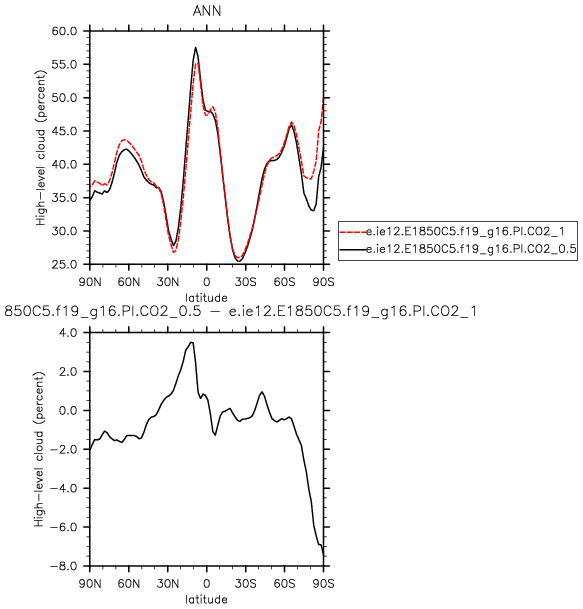 ANN
60.0
55.0
50.0
45.0
40.0
35.0
30.0
25.0
High-level cloud (percent)
90N 60N 30N 0 30S 60S 90S
latitude
e.ie12.E1850C5.f19_g16.PI.CO2_1
e.ie12.E1850C5.f19_g16.PI.CO2_0.5
850C5.f19_g16.PI.CO2_0.5 - e.ie12.E1850C5.f19_g16.PI.CO2_1
4.0
2.0
0.0
-2.0
-4.0
-6.0
-8.0
High-level cloud (percent)
90N 60N 30N 0 30S 60S 90S
latitude